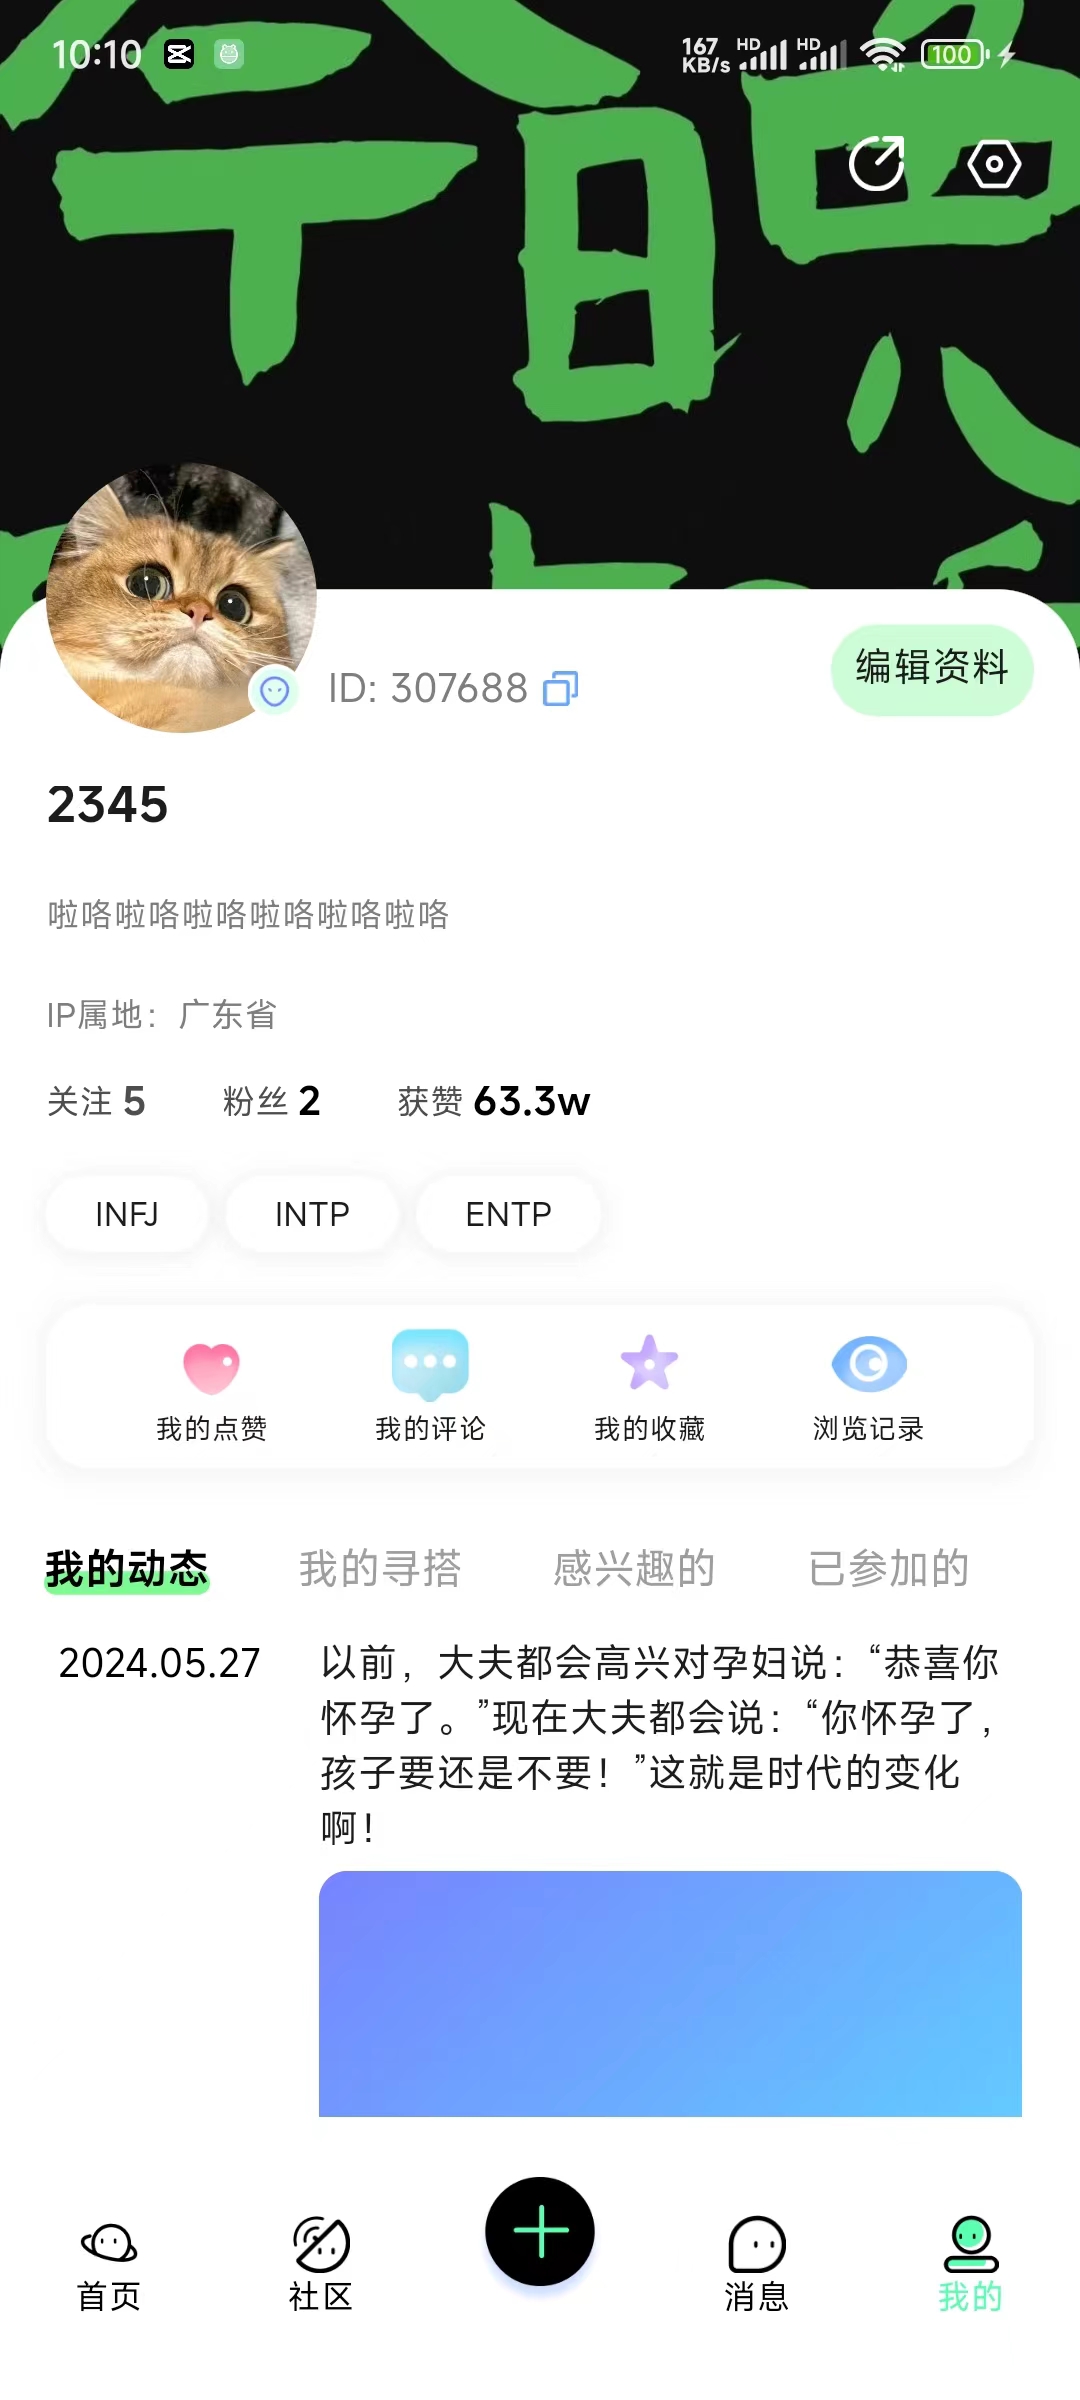 10:10
167
KB/s
HD
HD
100
ID: 307688
编辑资料
2345
啦咯啦咯啦咯啦咯啦咯啦咯
IP属地：广东省
关注 5 粉丝 2 获赞 63.3w
INFJ INTP ENTP
我的点赞 我的评论 我的收藏 浏览记录
我的动态 我的寻搭 感兴趣的 已参加的
2024.05.27
以前，大夫都会高兴对孕妇说：“恭喜你
怀孕了。”现在大夫都会说：“你怀孕了，
孩子要还是不要！”这就是时代的变化
啊！
首页 社区 消息 我的